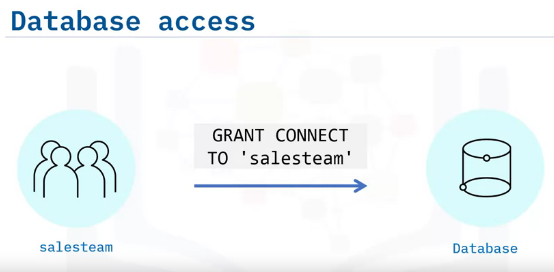 Database access
GRANT CONNECT
TO 'salesteam'
salesteam
Database